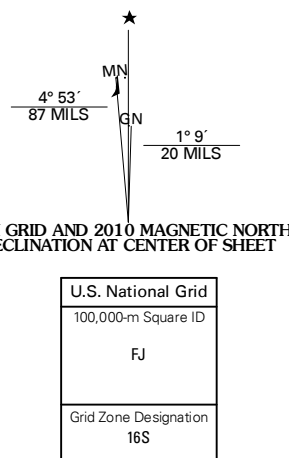 MN
4° 53´
87 MILS
GN
1° 9´
20 MILS
GRID AND 2010 MAGNETIC NORTH
AT CENTER OF SHEET
U.S. National Grid
100,000-m Square ID
FJ
Grid Zone Designation
16S